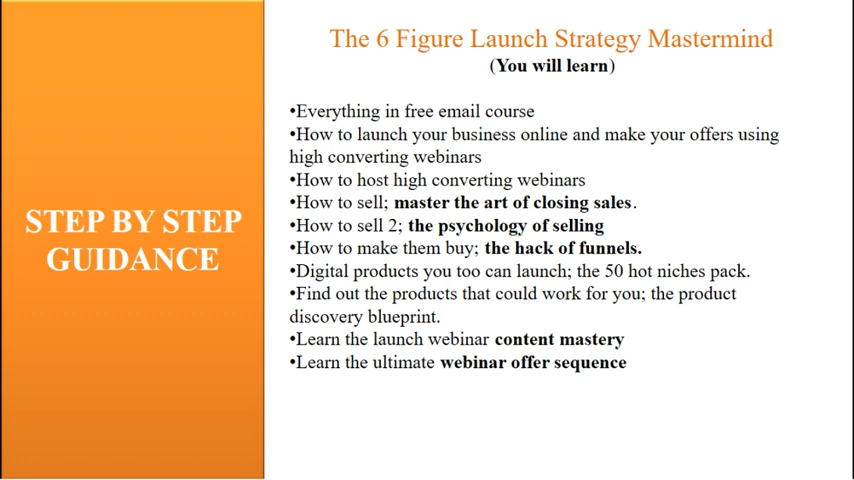 STEP BY STEP
GUIDANCE
The 6 Figure Launch Strategy Mastermind
(You will learn)
•Everything in free email course
•How to launch your business online and make your offers using
high converting webinars
•How to host high converting webinars
•How to sell; master the art of closing sales.
•How to sell 2; the psychology of selling
•How to make them buy; the hack of funnels.
•Digital products you too can launch; the 50 hot niches pack.
•Find out the products that could work for you; the product
discovery blueprint.
•Learn the launch webinar content mastery
•Learn the ultimate webinar offer sequence